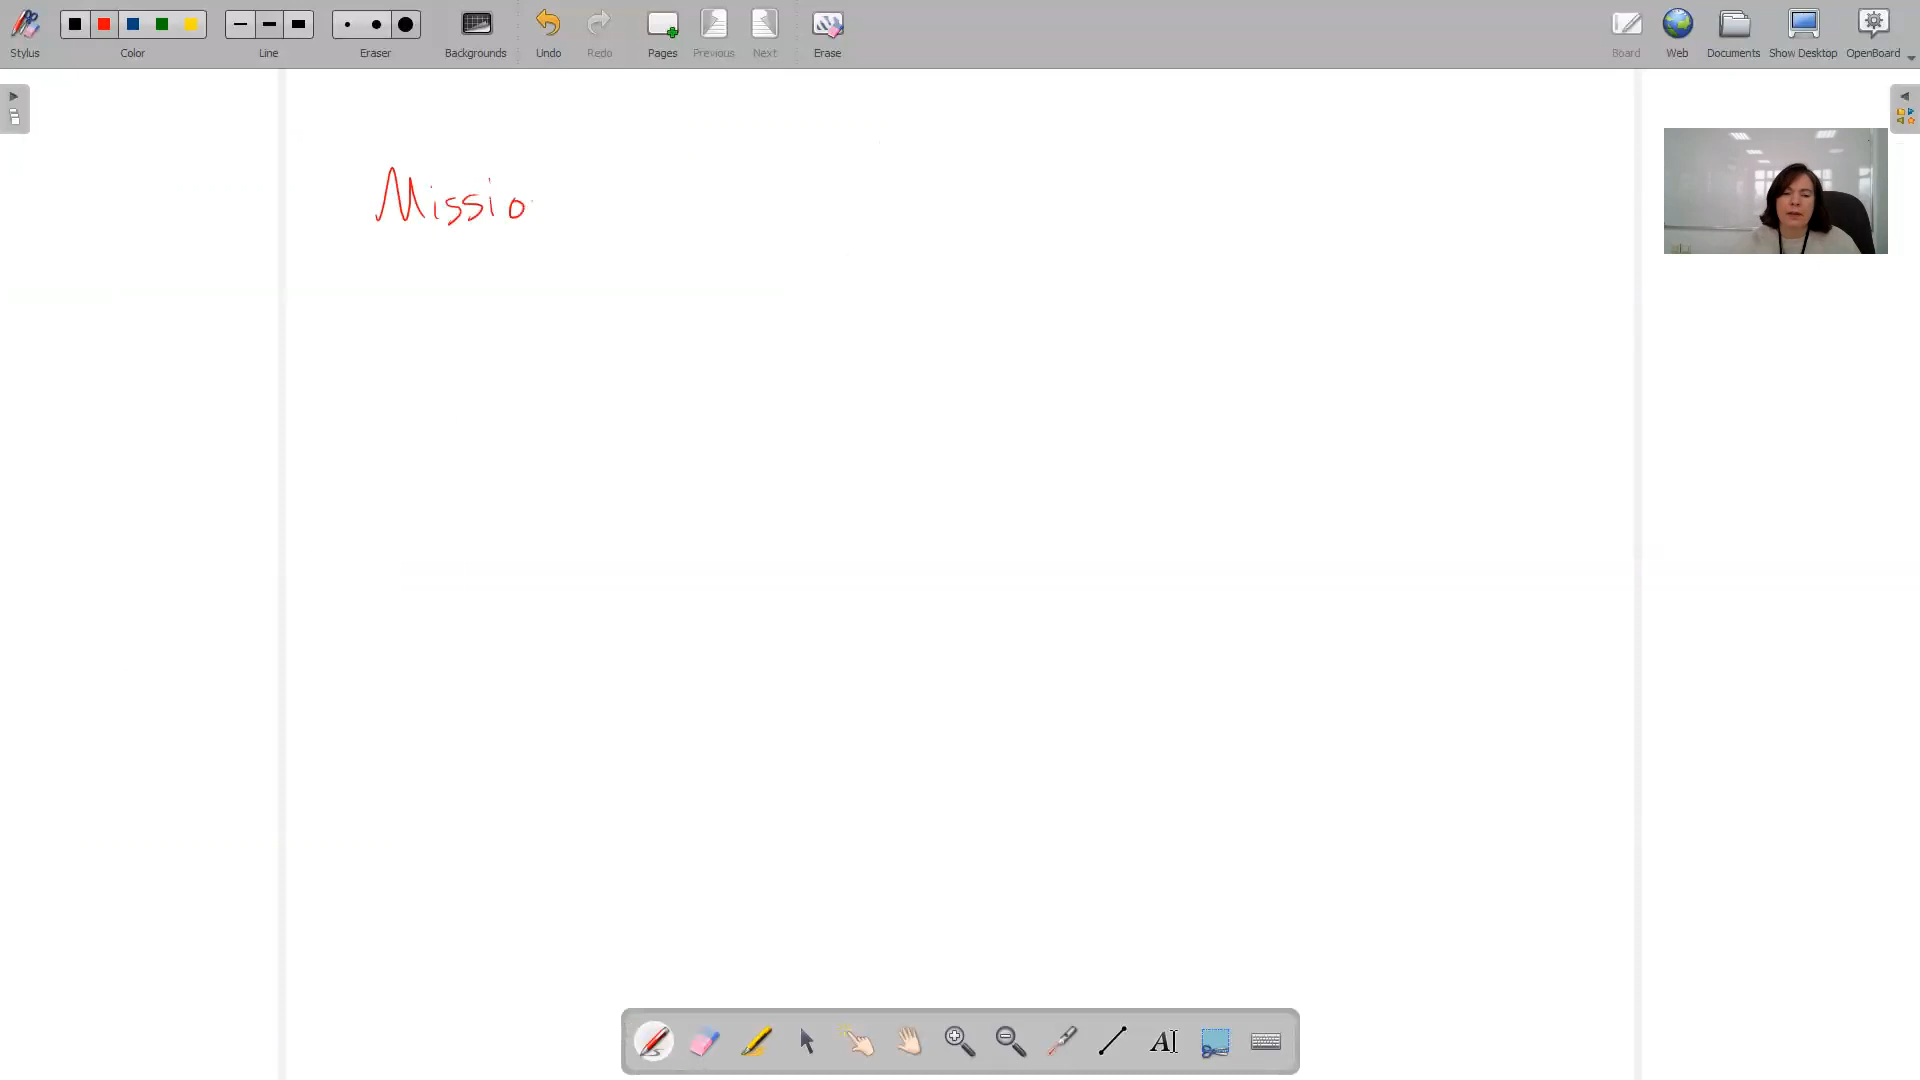 Stylus Color Line Eraser Backgrounds Undo Redo Pages Previous Next Erase Board Web Documents Show Desktop OpenBoard
Missio
A